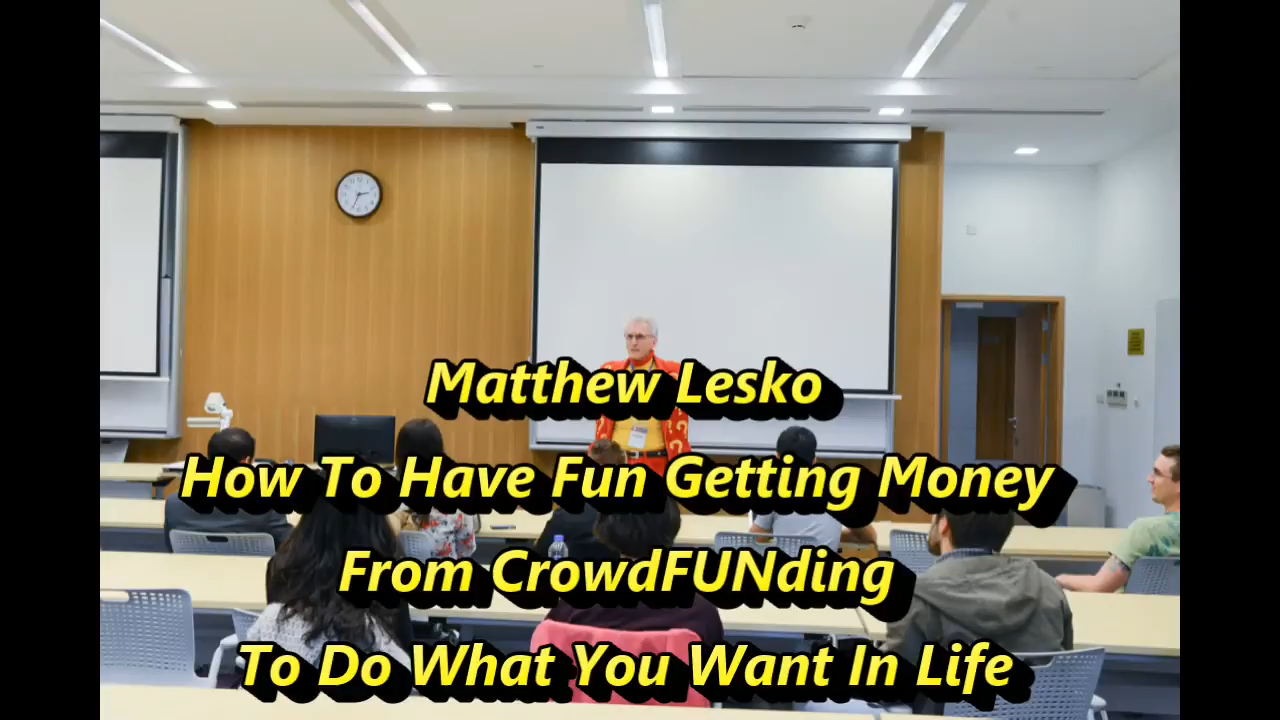 Matthew Lesko
How To Have Fun Getting Money
From CrowdFUNding
To Do What You Want In Life